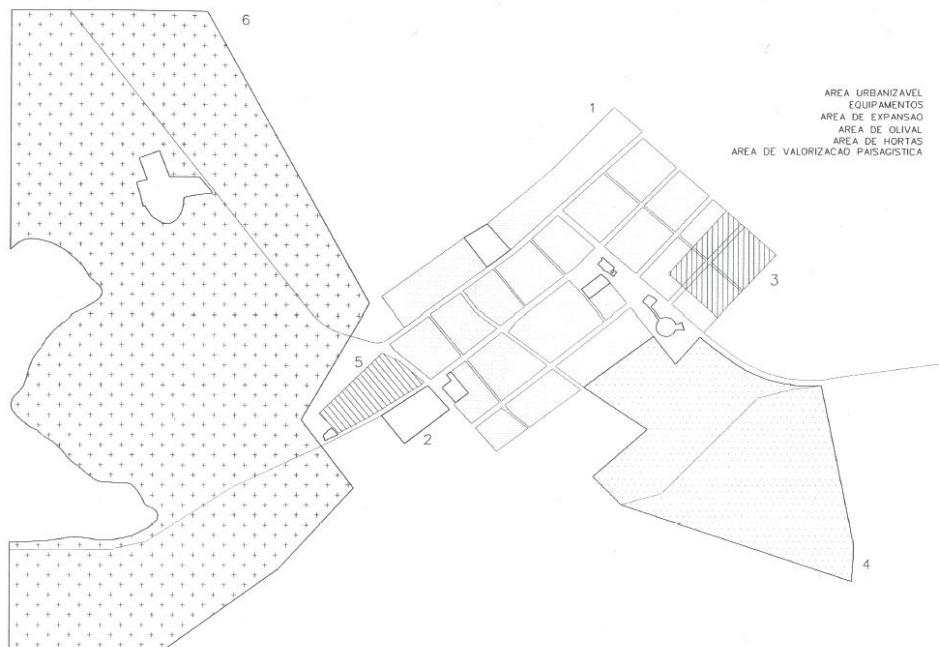 6
1
AREA URBANIZAVEL
EQUIPAMENTOS
AREA DE EXPANSAO
AREA DE OLIVAL
AREA DE HORTAS
AREA DE VALORIZACAO PAISAGISTICA
3
5
2
4